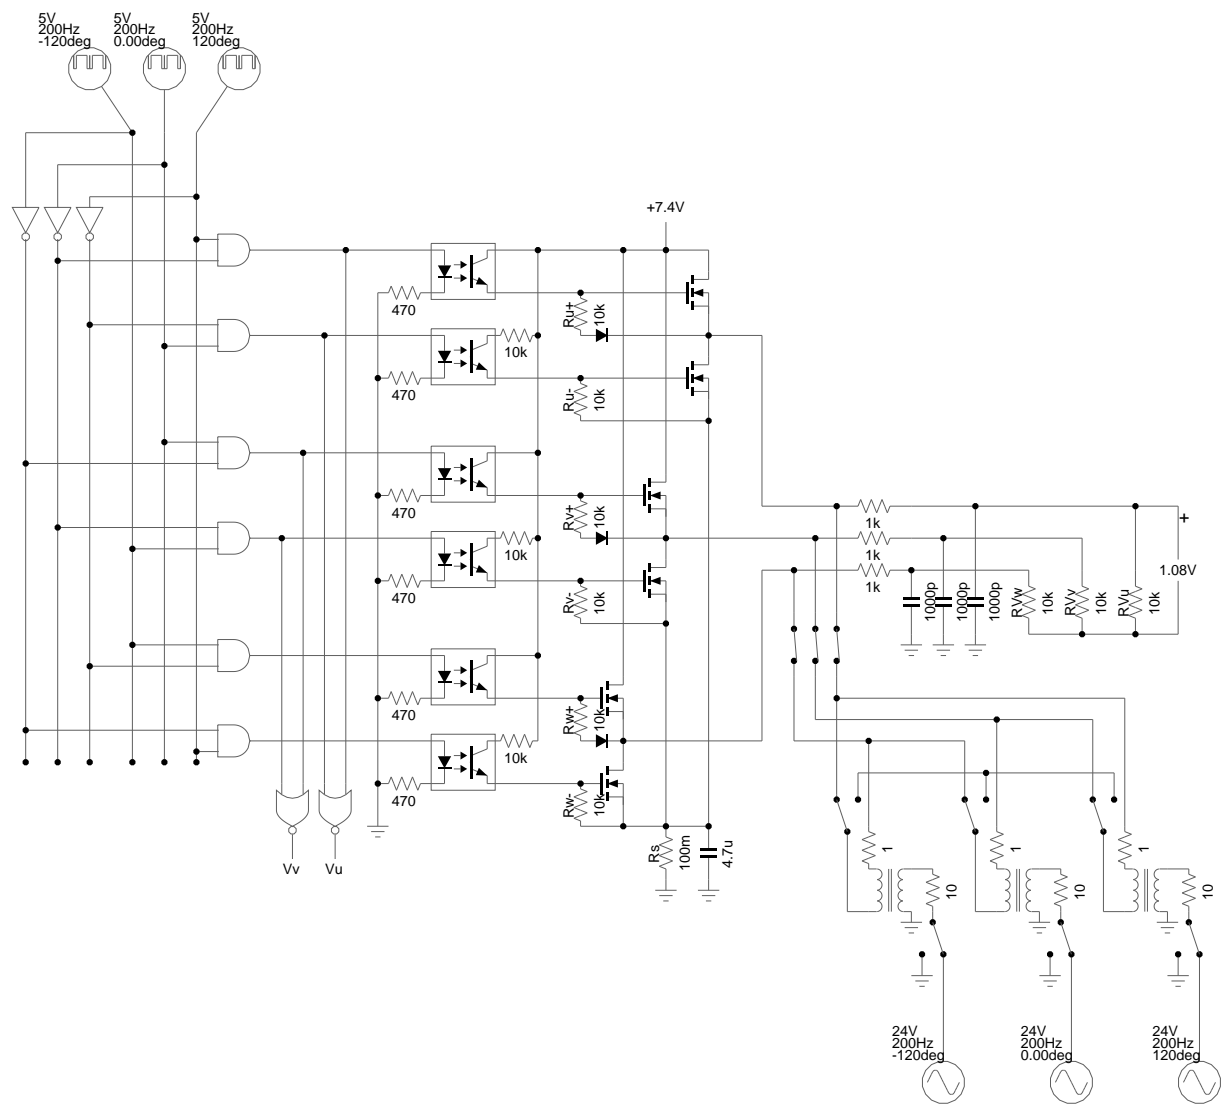 5V
200Hz
-120deg
5V
200Hz
0.00deg
5V
200Hz
120deg
+7.4V
470
Ru+
10k
10k
470
Ru-
10k
470
Rv+
10k
10k
470
Rv-
10k
1k
1k
1k
+
1.08V
1000p
1000p
1000p
RVw
10k
RVv
10k
RVu
10k
470
Rw+
10k
10k
470
Rw-
10k
Vv
Vu
Rs
100m
4.7u
1
1
1
10
10
10
24V
200Hz
-120deg
24V
200Hz
0.00deg
24V
200Hz
120deg